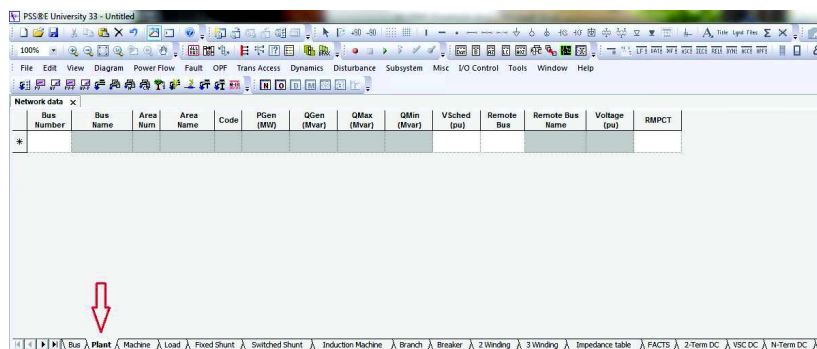 PSS®E University 33 - Untitled
100%
File Edit View Diagram Power Flow Fault OPF Trans Access Dynamics Disturbance Subsystem Misc I/O Control Tools Window Help
N O D
Network data x
Bus Number Bus Name Area Num Area Name Code PGen (MW) QGen (Mvar) QMax (Mvar) QMin (Mvar) VSched (pu) Remote Bus Remote Bus Name Voltage (pu) RMPCT
*
Bus Plant Machine Load Fixed Shunt Switched Shunt Induction Machine Branch Breaker 2 Winding 3 Winding Impedance table FACTS 2-Term DC VSC DC N-Term DC